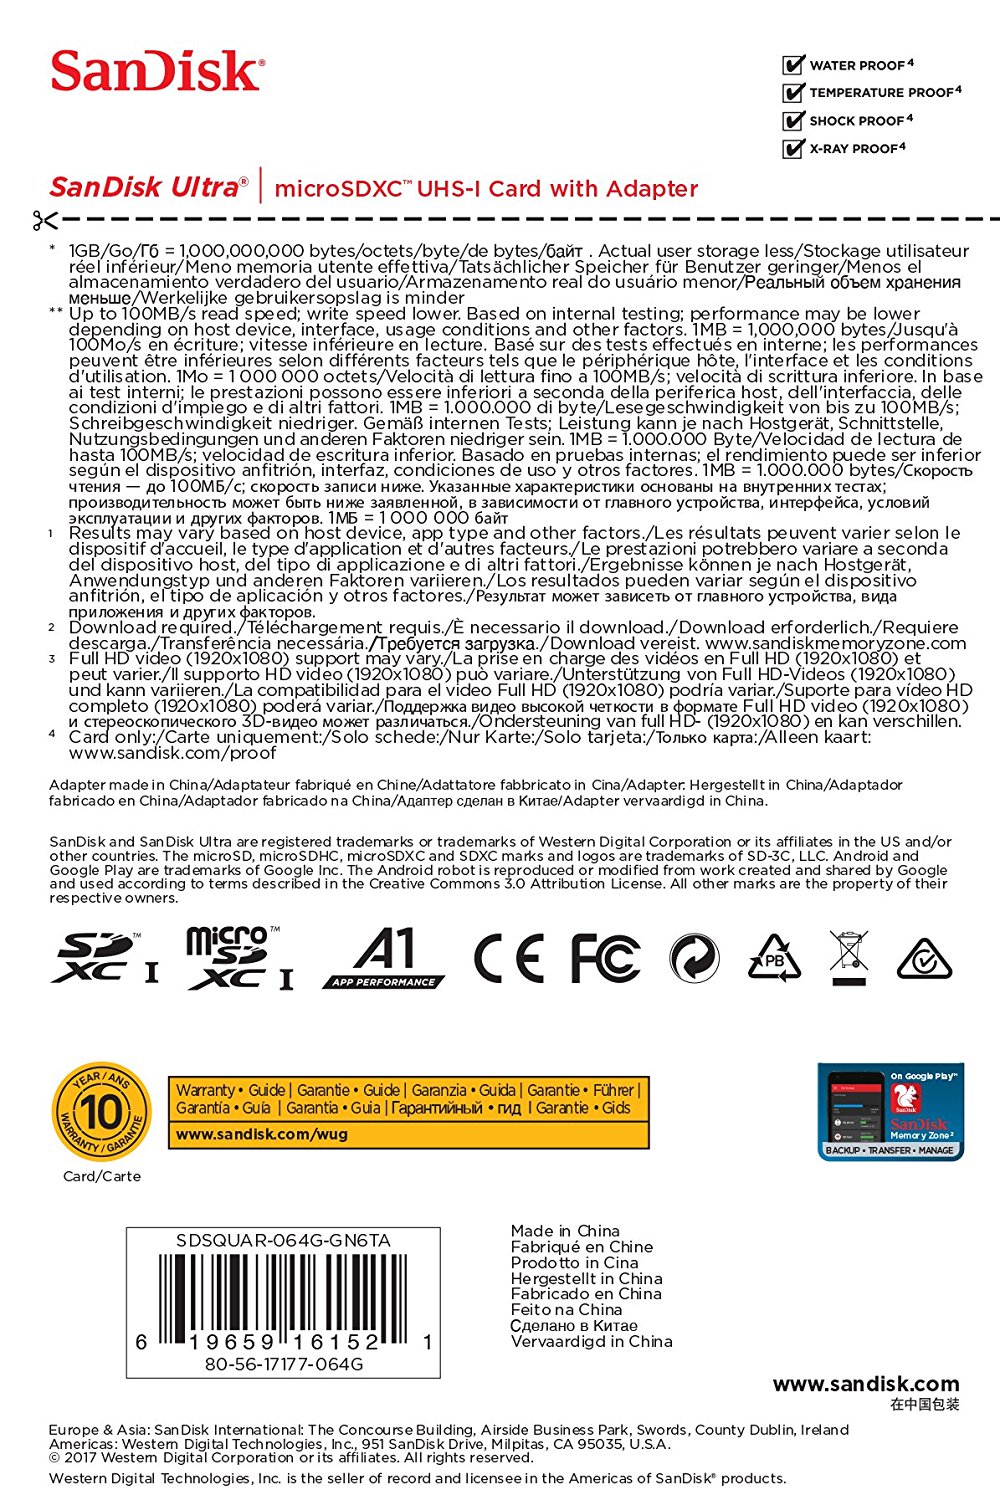 SanDisk®
WATER PROOF⁴
TEMPERATURE PROOF⁴
SHOCK PROOF⁴
X-RAY PROOF⁴
SanDisk Ultra® | microSDXC™ UHS-I Card with Adapter
* 1GB/Go/Гб = 1,000,000,000 bytes/octets/byte/de bytes/байт . Actual user storage less/Stockage utilisateur
réel inférieur/Meno memoria utente effettiva/Tatsächlicher Speicher für Benutzer geringer/Menos el
almacenamiento verdadero del usuario/Armazenamento real do usuário menor/Реальный объем хранения
меньше/Werkelijke gebruikersopslag is minder
** Up to 100MB/s read speed; write speed lower. Based on internal testing; performance may be lower
depending on host device, interface, usage conditions and other factors. 1MB = 1,000,000 bytes/Jusqu'à
100Mo/s en écriture; vitesse inférieure en lecture. Basé sur des tests effectués en interne; les performances
peuvent être inférieures selon différents facteurs tels que le périphérique hôte, l'interface et les conditions
d'utilisation. 1Mo = 1 000 000 octets/Velocità di lettura fino a 100MB/s; velocità di scrittura inferiore. In base
ai test interni; le prestazioni possono essere inferiori a seconda della periferica host, dell'interfaccia, delle
condizioni d'impiego e di altri fattori. 1MB = 1.000.000 di byte/Lesegeschwindigkeit von bis zu 100MB/s;
Schreibgeschwindigkeit niedriger. Gemäß internen Tests; Leistung kann je nach Hostgerät, Schnittstelle,
Nutzungsbedingungen und anderen Faktoren niedriger sein. 1MB = 1.000.000 Byte/Velocidad de lectura de
hasta 100MB/s; velocidad de escritura inferior. Basado en pruebas internas; el rendimiento puede ser inferior
según el dispositivo anfitrión, interfaz, condiciones de uso y otros factores. 1MB = 1.000.000 bytes/Скорость
чтения — до 100МБ/с; скорость записи ниже. Указанные характеристики основаны на внутренних тестах;
производительность может быть ниже заявленной, в зависимости от главного устройства, интерфейса, условий
эксплуатации и других факторов. 1МБ = 1 000 000 байт
1 Results may vary based on host device, app type and other factors./Les résultats peuvent varier selon le
dispositif d'accueil, le type d'application et d'autres facteurs./Le prestazioni potrebbero variare a seconda
del dispositivo host, del tipo di applicazione e di altri fattori./Ergebnisse können je nach Hostgerät,
Anwendungstyp und anderen Faktoren variieren./Los resultados pueden variar según el dispositivo
anfitrión, el tipo de aplicación y otros factores./Результат может зависеть от главного устройства, вида
приложения и других факторов.
2 Download required./Téléchargement requis./È necessario il download./Download erforderlich./Requiere
descarga./Transferência necessária./Требуется загрузка./Download vereist. www.sandiskmemoryzone.com
3 Full HD video (1920x1080) support may vary./La prise en charge des vidéos en Full HD (1920x1080) et
peut varier./Il supporto HD video (1920x1080) può variare./Unterstützung von Full HD-Videos (1920x1080)
und kann variieren./La compatibilidad para el video Full HD (1920x1080) podría variar./Suporte para vídeo HD
completo (1920x1080) poderá variar./Поддержка видео высокой четкости в формате Full HD video (1920x1080)
и стереоскопического 3D-видео может различаться./Ondersteuning van full HD- (1920x1080) en kan verschillen.
4 Card only:/Carte uniquement:/Solo schede:/Nur Karte:/Solo tarjeta:/Только карта:/Alleen kaart:
www.sandisk.com/proof
Adapter made in China/Adaptateur fabriqué en Chine/Adattatore fabbricato in Cina/Adapter: Hergestellt in China/Adaptador
fabricado en China/Adaptador fabricado na China/Адаптер сделан в Китае/Adapter vervaardigd in China.
SanDisk and SanDisk Ultra are registered trademarks or trademarks of Western Digital Corporation or its affiliates in the US and/or
other countries. The microSD, microSDHC, microSDXC and SDXC marks and logos are trademarks of SD-3C, LLC. Android and
Google Play are trademarks of Google Inc. The Android robot is reproduced or modified from work created and shared by Google
and used according to terms described in the Creative Commons 3.0 Attribution License. All other marks are the property of their
respective owners.
SD XC I
micro SD XC I
A1 APP PERFORMANCE
CE
FC
PB
YEAR / ANS
10
WARRANTY / GARANTIE
Card/Carte
Warranty • Guide | Garantie • Guide | Garanzia • Guida | Garantie • Führer |
Garantía • Guía | Garantia • Guia | Гарантийный • гид | Garantie • Gids
www.sandisk.com/wug
On Google Play™
SanDisk
SanDisk
Memory Zone²
BACKUP • TRANSFER • MANAGE
SDSQUAR-064G-GN6TA
6 19659 16152 1
80-56-17177-064G
Made in China
Fabriqué en Chine
Prodotto in Cina
Hergestellt in China
Fabricado en China
Feito na China
Сделано в Китае
Vervaardigd in China
www.sandisk.com
在中国包装
Europe & Asia: SanDisk International: The Concourse Building, Airside Business Park, Swords, County Dublin, Ireland
Americas: Western Digital Technologies, Inc., 951 SanDisk Drive, Milpitas, CA 95035, U.S.A.
© 2017 Western Digital Corporation or its affiliates. All rights reserved.
Western Digital Technologies, Inc. is the seller of record and licensee in the Americas of SanDisk® products.